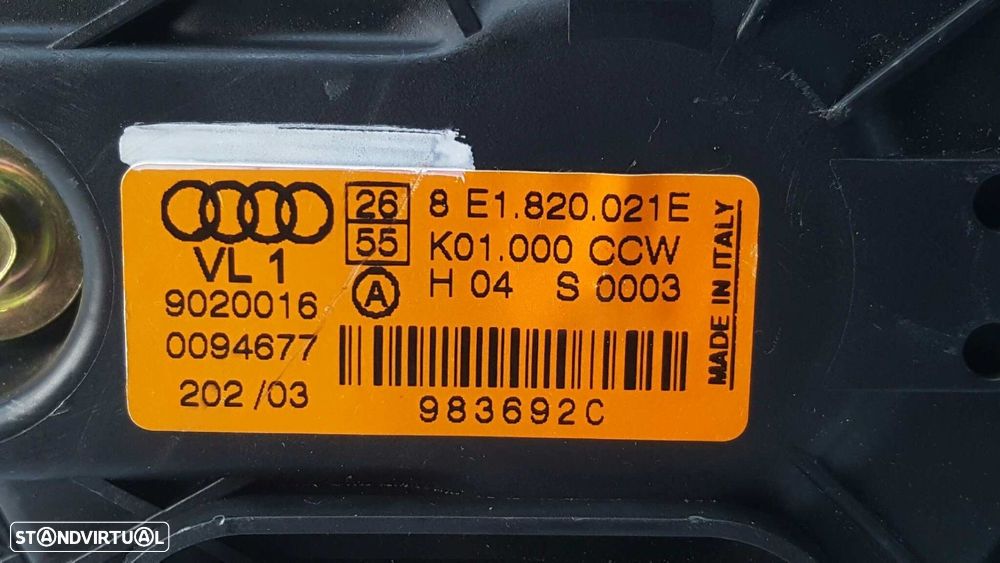 26 8 E1.820.021E
55 K01.000 CCW
VL 1
A H 04 S 0003
9020016
0094677
202/03
983692C
MADE IN ITALY
STANDVIRTUAL